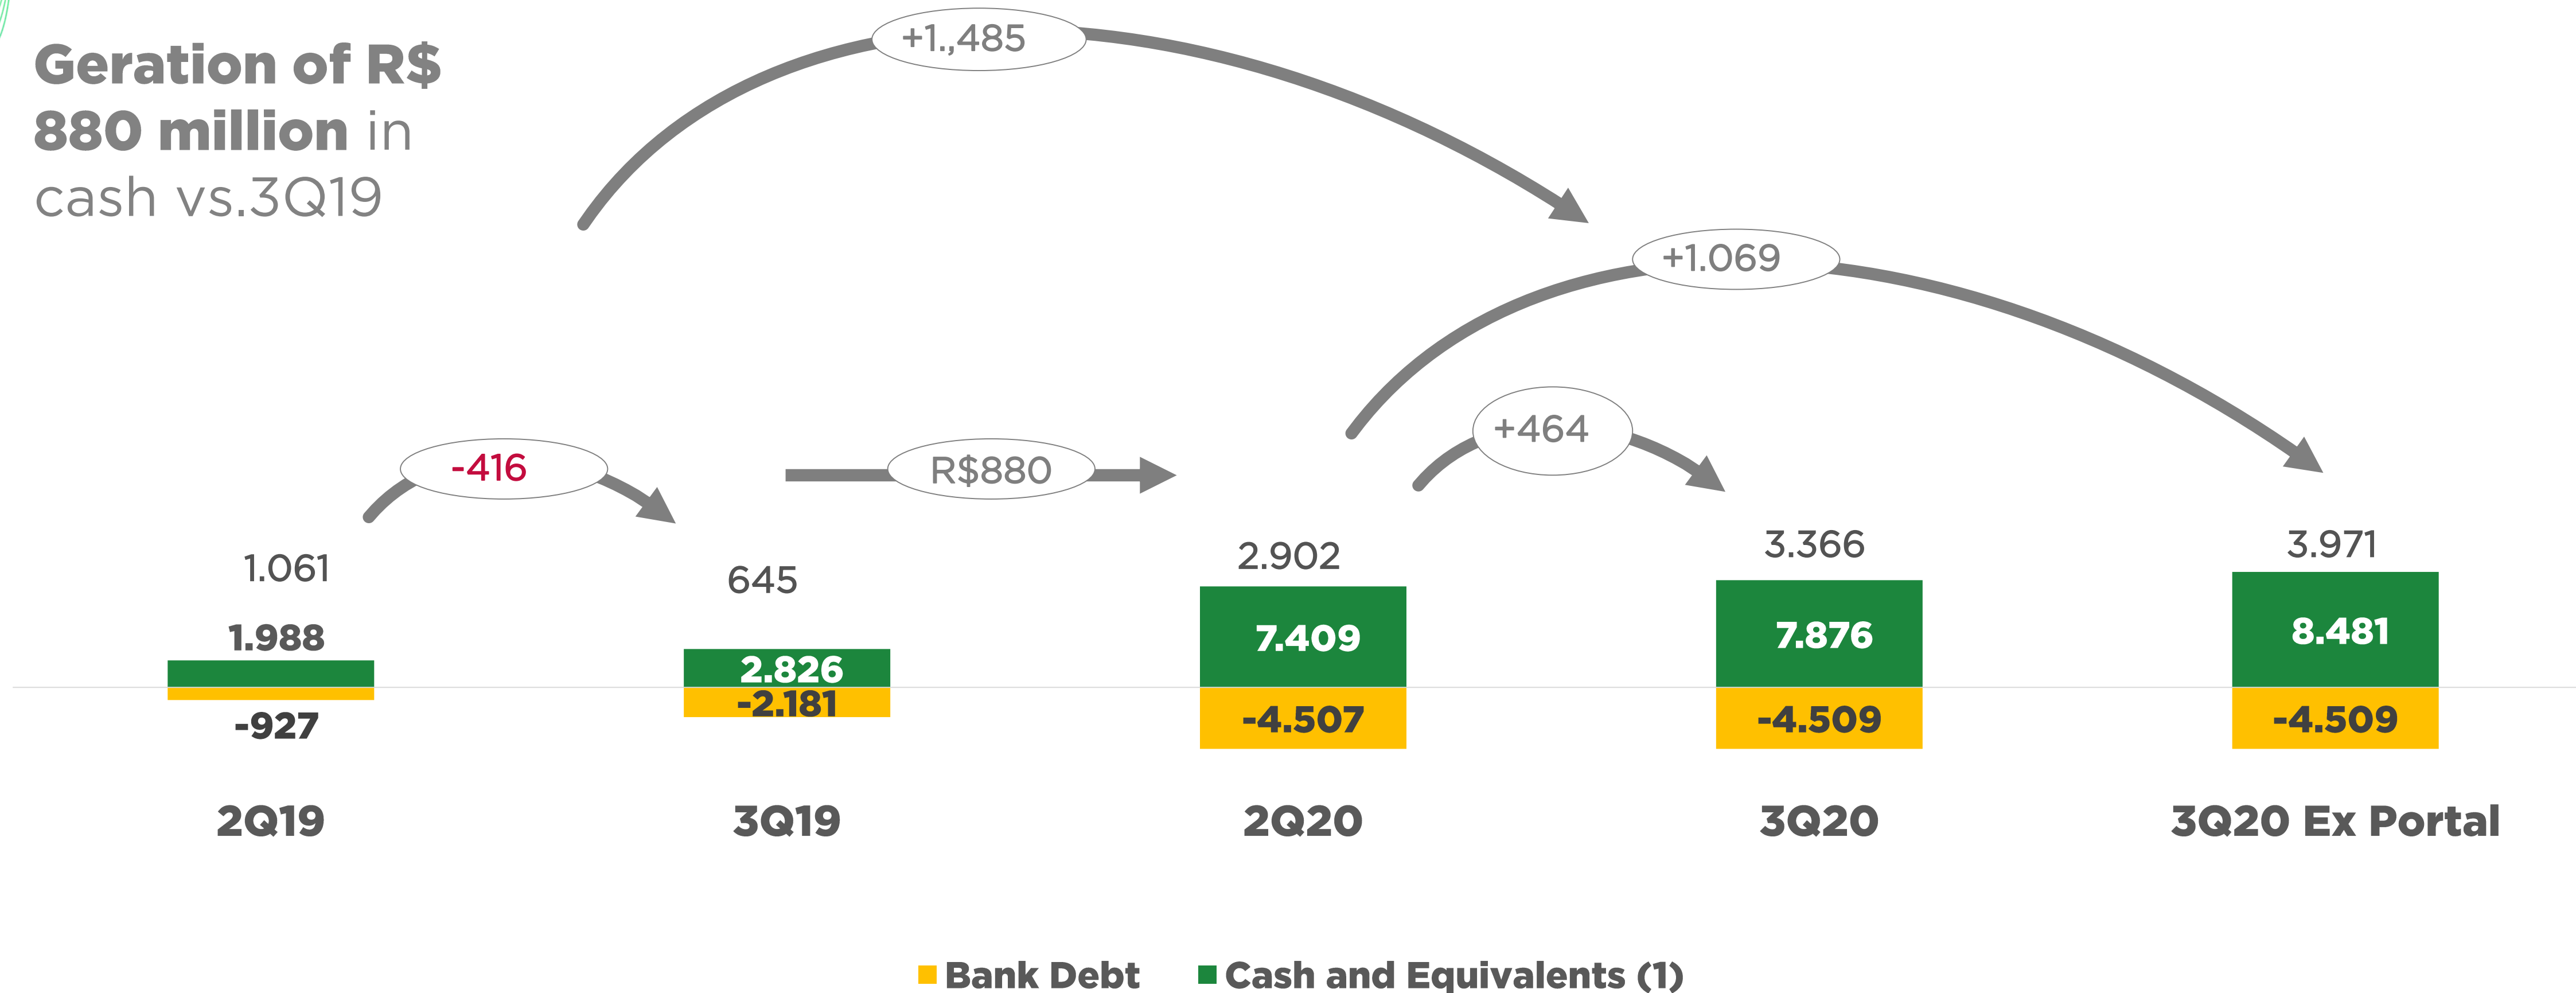 Geration of R$
880 million in
cash vs.3Q19
+1.,485
+1.069
+464
-416
R$880
1.061
645
2.902
3.366
3.971
1.988
2.826
7.409
7.876
8.481
-927
-2.181
-4.507
-4.509
-4.509
2Q19
3Q19
2Q20
3Q20
3Q20 Ex Portal
Bank Debt
Cash and Equivalents (1)